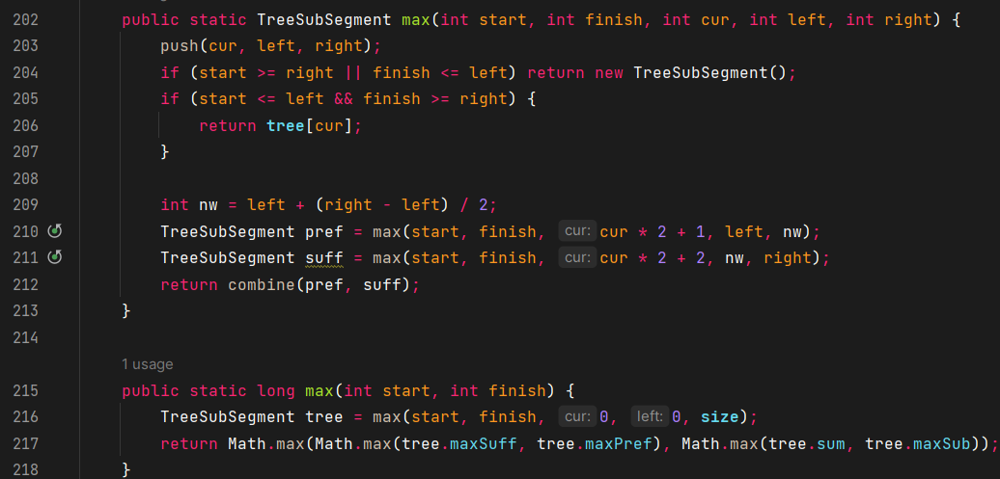 202 public static TreeSubSegment max(int start, int finish, int cur, int left, int right) {
203 push(cur, left, right);
204 if (start >= right || finish <= left) return new TreeSubSegment();
205 if (start <= left && finish >= right) {
206 return tree[cur];
207 }
208
209 int nw = left + (right - left) / 2;
210 TreeSubSegment pref = max(start, finish, cur: cur * 2 + 1, left, nw);
211 TreeSubSegment suff = max(start, finish, cur: cur * 2 + 2, nw, right);
212 return combine(pref, suff);
213 }
214
1 usage
215 public static long max(int start, int finish) {
216 TreeSubSegment tree = max(start, finish, cur: 0, left: 0, size);
217 return Math.max(Math.max(tree.maxSuff, tree.maxPref), Math.max(tree.sum, tree.maxSub));
218 }